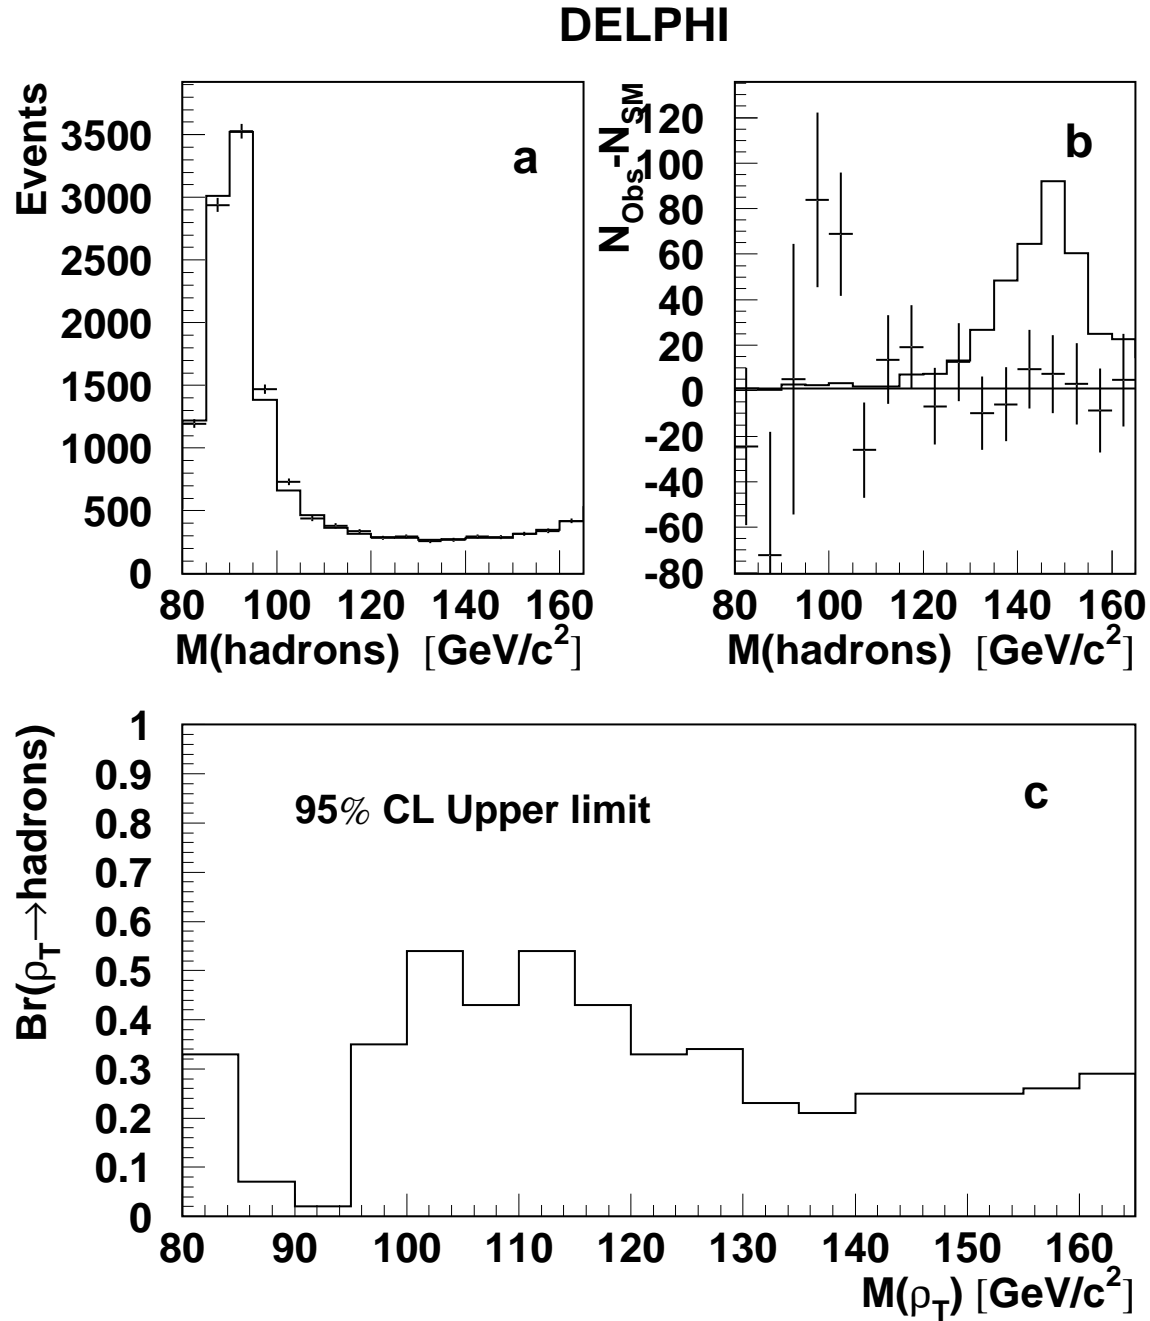 DELPHI
Events
3500
3000
2500
2000
1500
1000
500
0
a
80 100 120 140 160
M(hadrons) [GeV/c²]
N_Obs.-N_SM
120
100
80
60
40
20
0
-20
-40
-60
-80
b
80 100 120 140 160
M(hadrons) [GeV/c²]
Br(ρ_T→hadrons)
1
0.9
0.8
0.7
0.6
0.5
0.4
0.3
0.2
0.1
0
95% CL Upper limit
c
80 90 100 110 120 130 140 150 160
M(ρ_T) [GeV/c²]